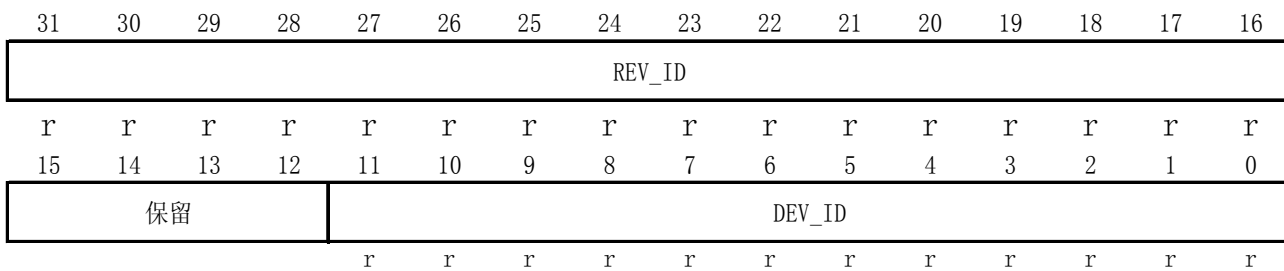 31 30 29 28 27 26 25 24 23 22 21 20 19 18 17 16
REV_ID
r r r r r r r r r r r r r r r r
15 14 13 12 11 10 9 8 7 6 5 4 3 2 1 0
保留 DEV_ID
r r r r r r r r r r r r